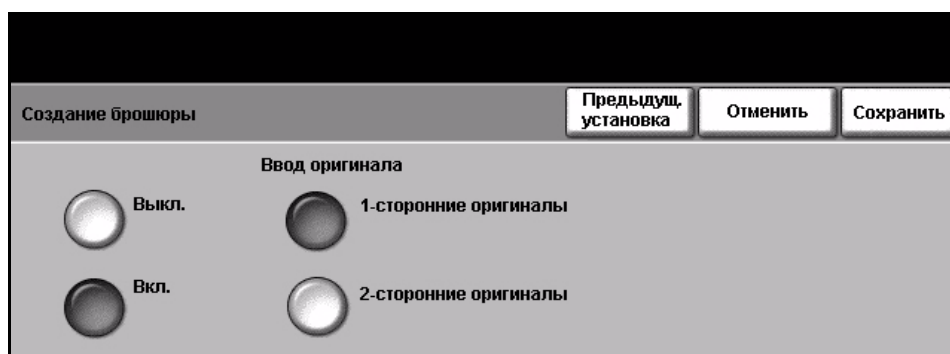 Создание брошюры
Предыдущ.
установка
Отменить
Сохранить
Ввод оригинала
Выкл.
1-сторонние оригиналы
Вкл.
2-сторонние оригиналы